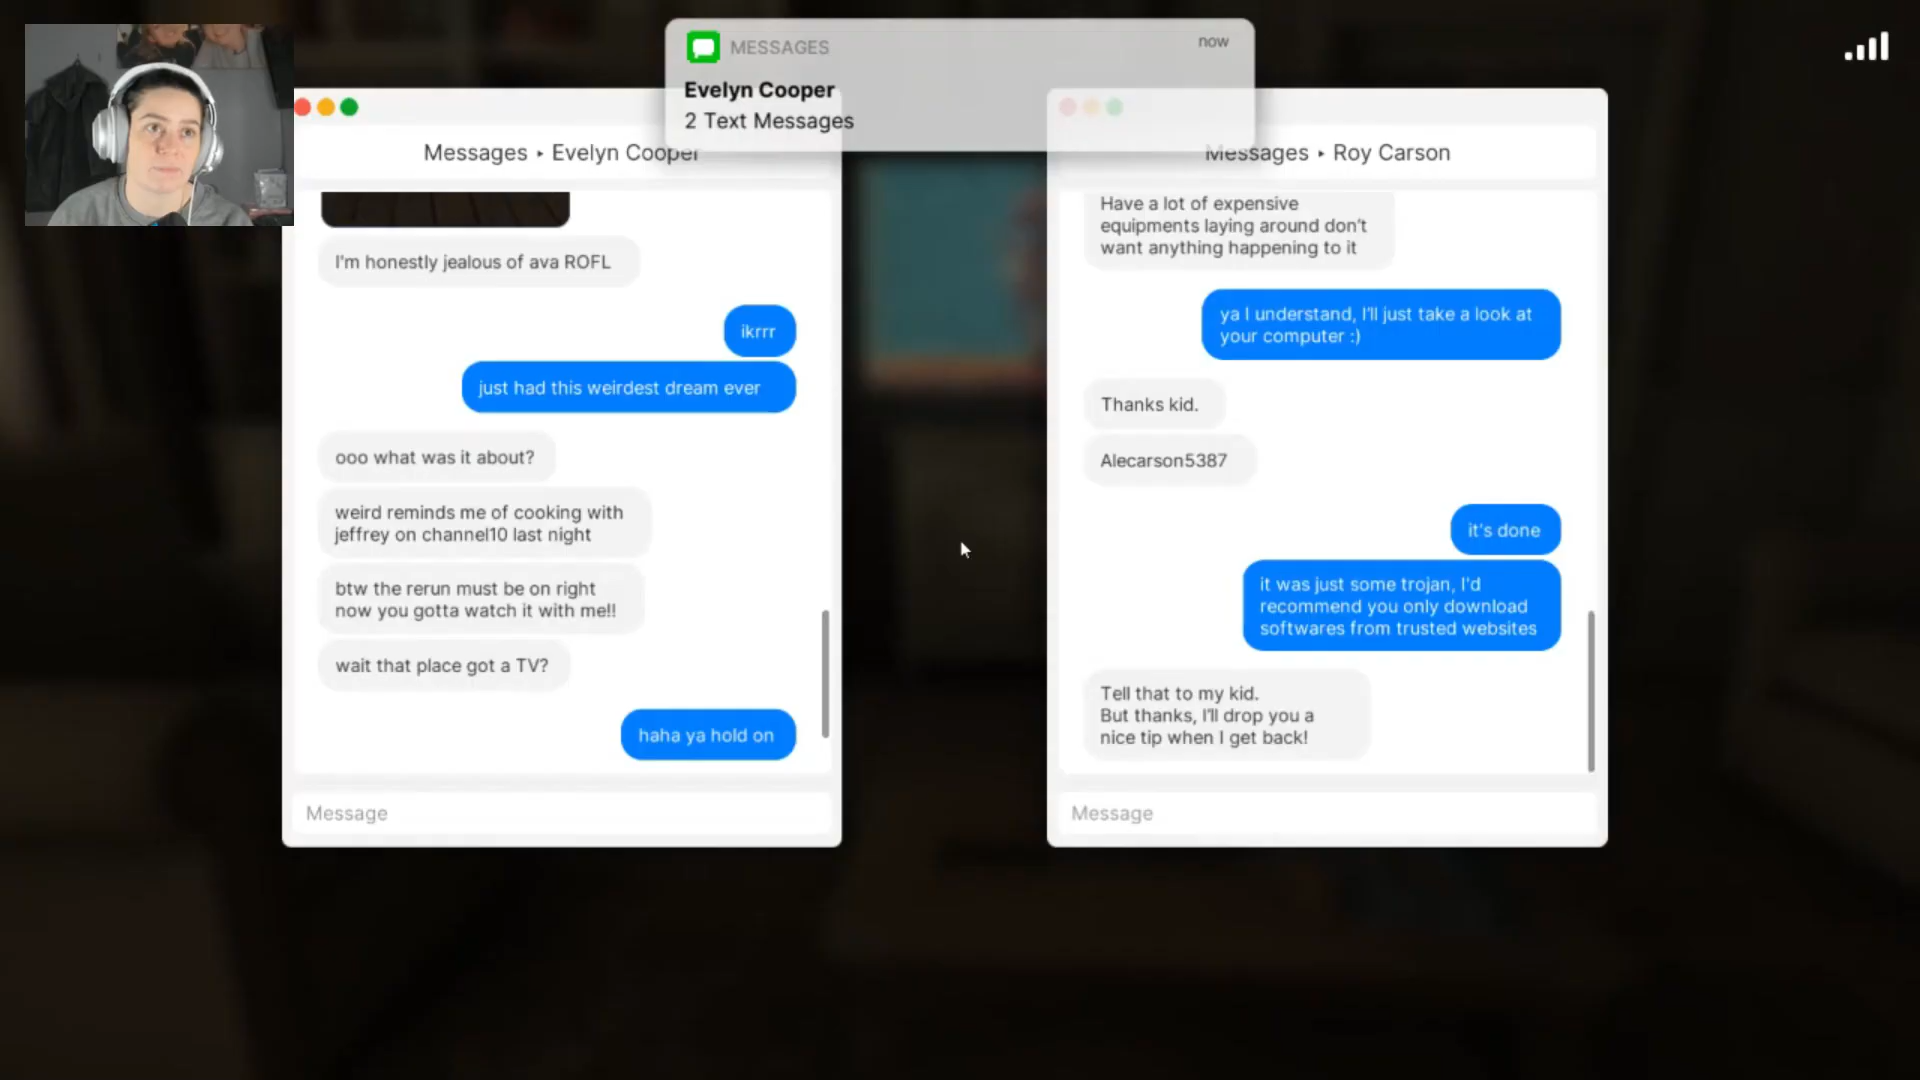 MESSAGES
now
Evelyn Cooper
2 Text Messages
Messages ‣ Evelyn Cooper
I'm honestly jealous of ava ROFL
ikrrr
just had this weirdest dream ever
ooo what was it about?
weird reminds me of cooking with
jeffrey on channel10 last night
btw the rerun must be on right
now you gotta watch it with me!!
wait that place got a TV?
haha ya hold on
Message
Messages ‣ Roy Carson
Have a lot of expensive
equipments laying around don't
want anything happening to it
ya I understand, I'll just take a look at
your computer :)
Thanks kid.
Alecarson5387
it's done
it was just some trojan, I'd
recommend you only download
softwares from trusted websites
Tell that to my kid.
But thanks, I'll drop you a
nice tip when I get back!
Message